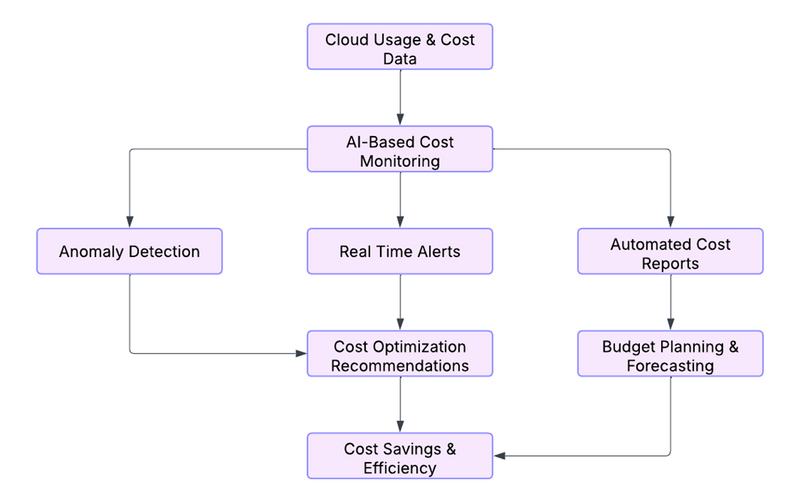 Cloud Usage & Cost
Data
AI-Based Cost
Monitoring
Anomaly Detection
Real Time Alerts
Automated Cost
Reports
Cost Optimization
Recommendations
Budget Planning &
Forecasting
Cost Savings &
Efficiency